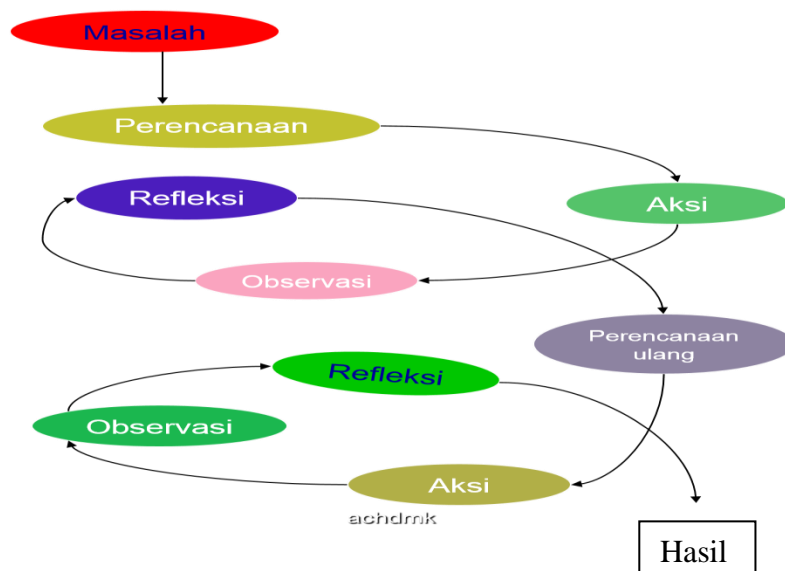 Masalah
Perencanaan
Refleksi
Aksi
Observasi
Perencanaan
ulang
Refleksi
Observasi
Aksi
achdmk
Hasil